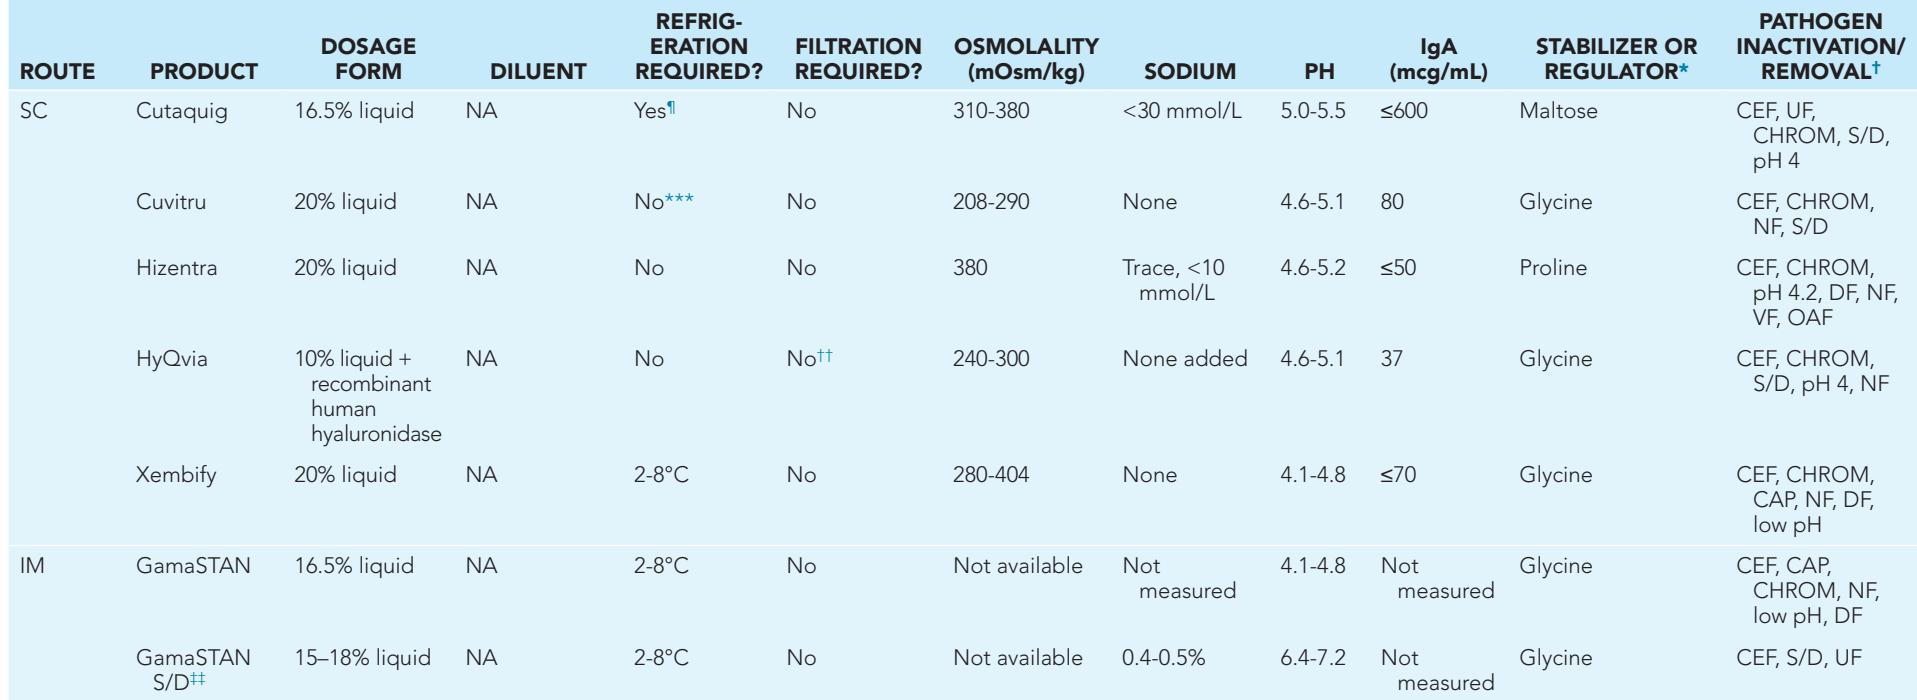 ROUTE PRODUCT DOSAGE FORM DILUENT REFRIG-ERATION REQUIRED? FILTRATION REQUIRED? OSMOLALITY (mOsm/kg) SODIUM PH IgA (mcg/mL) STABILIZER OR REGULATOR* PATHOGEN INACTIVATION/ REMOVAL†
SC Cutaquig 16.5% liquid NA Yes¶ No 310-380 <30 mmol/L 5.0-5.5 ≤600 Maltose CEF, UF,
CHROM, S/D,
pH 4
Cuvitru 20% liquid NA No*** No 208-290 None 4.6-5.1 80 Glycine CEF, CHROM,
NF, S/D
Hizentra 20% liquid NA No No 380 Trace, <10 4.6-5.2 ≤50 Proline CEF, CHROM,
mmol/L pH 4.2, DF, NF,
VF, OAF
HyQvia 10% liquid + NA No No†† 240-300 None added 4.6-5.1 37 Glycine CEF, CHROM,
recombinant S/D, pH 4, NF
human
hyaluronidase
Xembify 20% liquid NA 2-8°C No 280-404 None 4.1-4.8 ≤70 Glycine CEF, CHROM,
CAP, NF, DF,
low pH
IM GamaSTAN 16.5% liquid NA 2-8°C No Not available Not 4.1-4.8 Not Glycine CEF, CAP,
measured measured CHROM, NF,
low pH, DF
GamaSTAN 15–18% liquid NA 2-8°C No Not available 0.4-0.5% 6.4-7.2 Not Glycine CEF, S/D, UF
S/D‡‡ measured